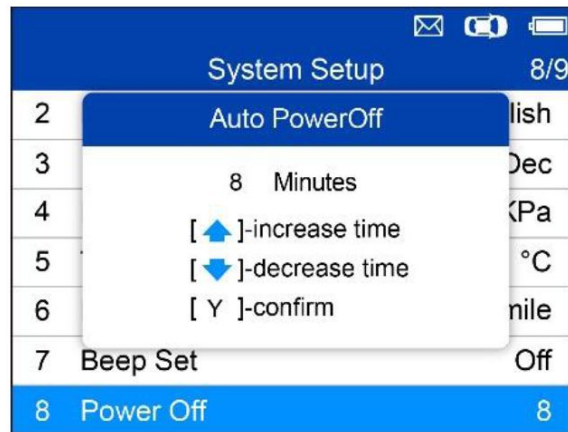 System Setup 8/9
2 lish
3 Dec
4 KPa
5 °C
6 mile
Auto PowerOff
8 Minutes
[ ]-increase time
[ ]-decrease time
[ Y ]-confirm
7 Beep Set Off
8 Power Off 8